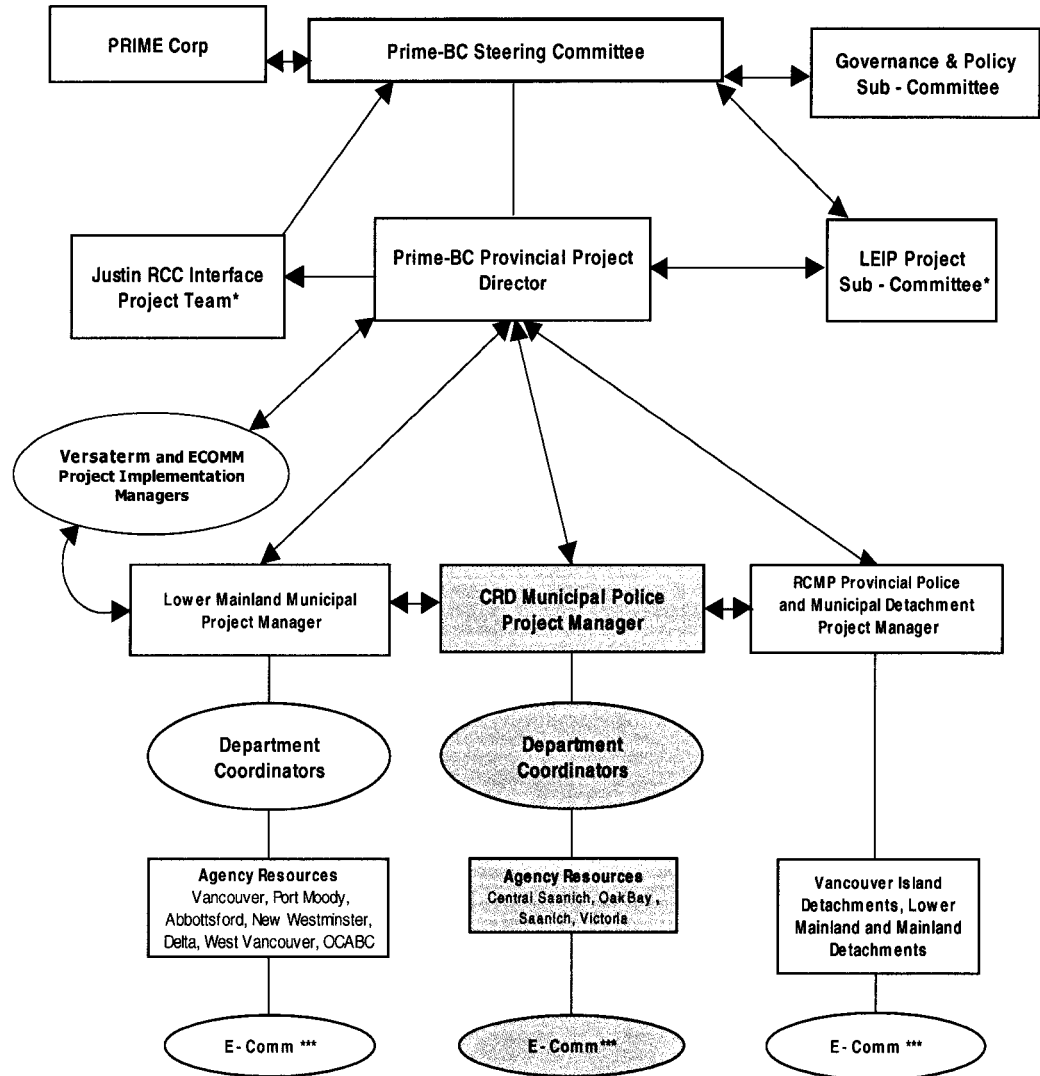 PRIME Corp
Prime-BC Steering Committee
Governance & Policy
Sub - Committee
Justin RCC Interface
Project Team*
Prime-BC Provincial Project
Director
LEIP Project
Sub - Committee*
Versaterm and ECOMM
Project Implementation
Managers
Lower Mainland Municipal
Project Manager
CRD Municipal Police
Project Manager
RCMP Provincial Police
and Municipal Detachment
Project Manager
Department
Coordinators
Department
Coordinators
Agency Resources
Vancouver, Port Moody,
Abbottsford, New Westminster,
Delta, West Vancouver, OCABC
Agency Resources
Central Saanich, Oak Bay ,
Saanich, Victoria
Vancouver Island
Detachments, Lower
Mainland and Mainland
Detachments
E- Comm ***
E- Comm***
E- Comm ***